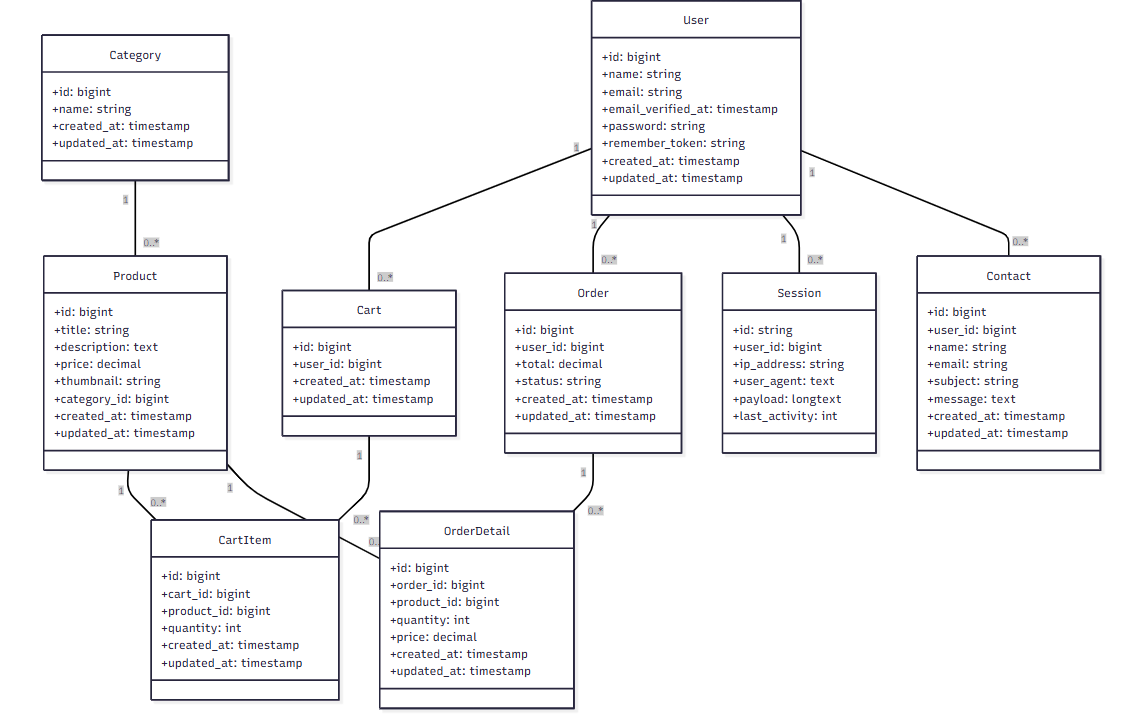 User
+id: bigint
+name: string
+email: string
+email_verified_at: timestamp
+password: string
+remember_token: string
+created_at: timestamp
+updated_at: timestamp
Category
+id: bigint
+name: string
+created_at: timestamp
+updated_at: timestamp
1
1
1
0..*
1
0..*
1
0..*
1
0..*
0..*
Product
+id: bigint
+title: string
+description: text
+price: decimal
+thumbnail: string
+category_id: bigint
+created_at: timestamp
+updated_at: timestamp
Cart
+id: bigint
+user_id: bigint
+created_at: timestamp
+updated_at: timestamp
Order
+id: bigint
+user_id: bigint
+total: decimal
+status: string
+created_at: timestamp
+updated_at: timestamp
Session
+id: string
+user_id: bigint
+ip_address: string
+user_agent: text
+payload: longtext
+last_activity: int
Contact
+id: bigint
+user_id: bigint
+name: string
+email: string
+subject: string
+message: text
+created_at: timestamp
+updated_at: timestamp
1
0..*
1
0..
1
0..*
1
0..*
CartItem
+id: bigint
+cart_id: bigint
+product_id: bigint
+quantity: int
+created_at: timestamp
+updated_at: timestamp
OrderDetail
+id: bigint
+order_id: bigint
+product_id: bigint
+quantity: int
+price: decimal
+created_at: timestamp
+updated_at: timestamp